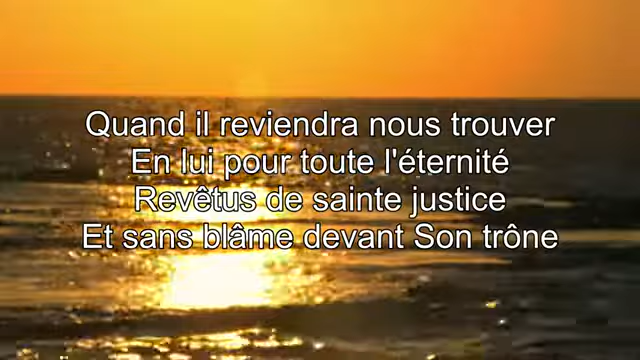 Quand il reviendra nous trouver
En lui pour toute l'éternité
Revêtus de sainte justice
Et sans blâme devant Son trône